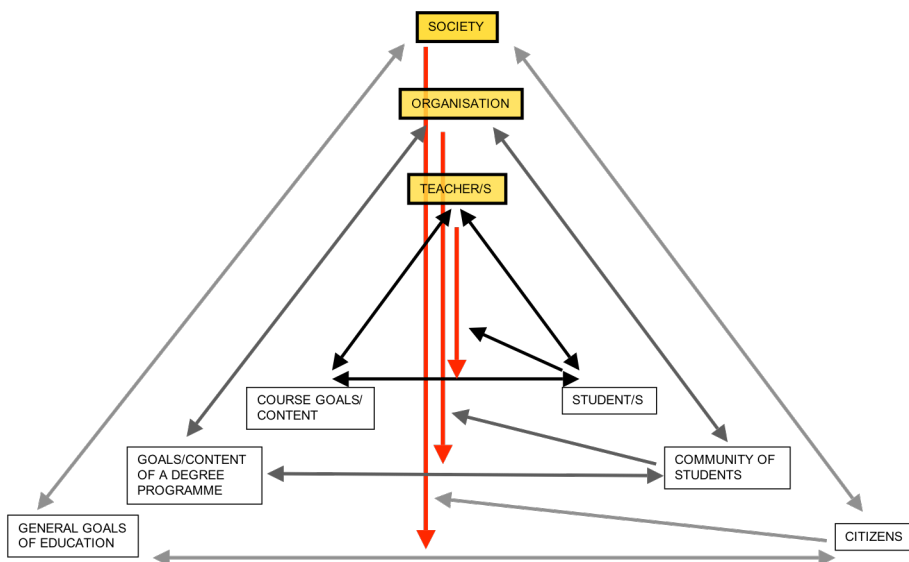 SOCIETY
ORGANISATION
TEACHER/S
COURSE GOALS/
CONTENT
STUDENT/S
GOALS/CONTENT
OF A DEGREE
PROGRAMME
COMMUNITY OF
STUDENTS
GENERAL GOALS
OF EDUCATION
CITIZENS